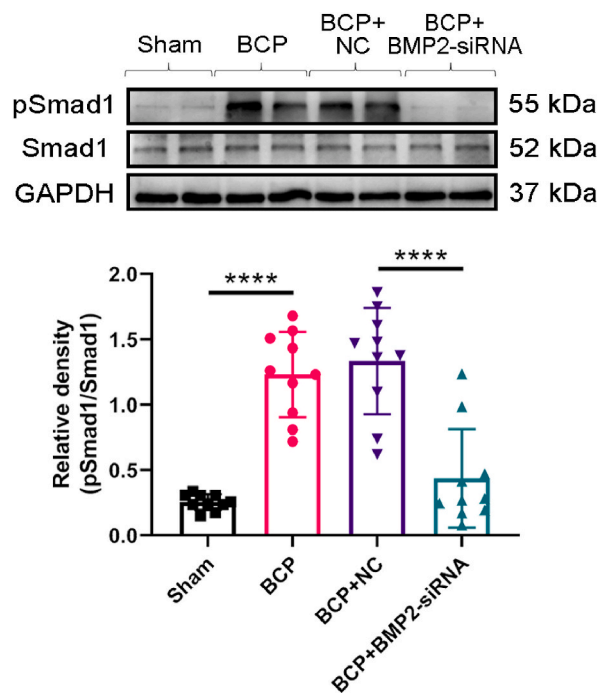 Sham BCP BCP+ NC BCP+ BMP2-siRNA
pSmad1 55 kDa
Smad1 52 kDa
GAPDH 37 kDa
**** ****
Relative density
(pSmad1/Smad1)
2.0
1.5
1.0
0.5
0.0
Sham
BCP
BCP+NC
BCP+BMP2-siRNA